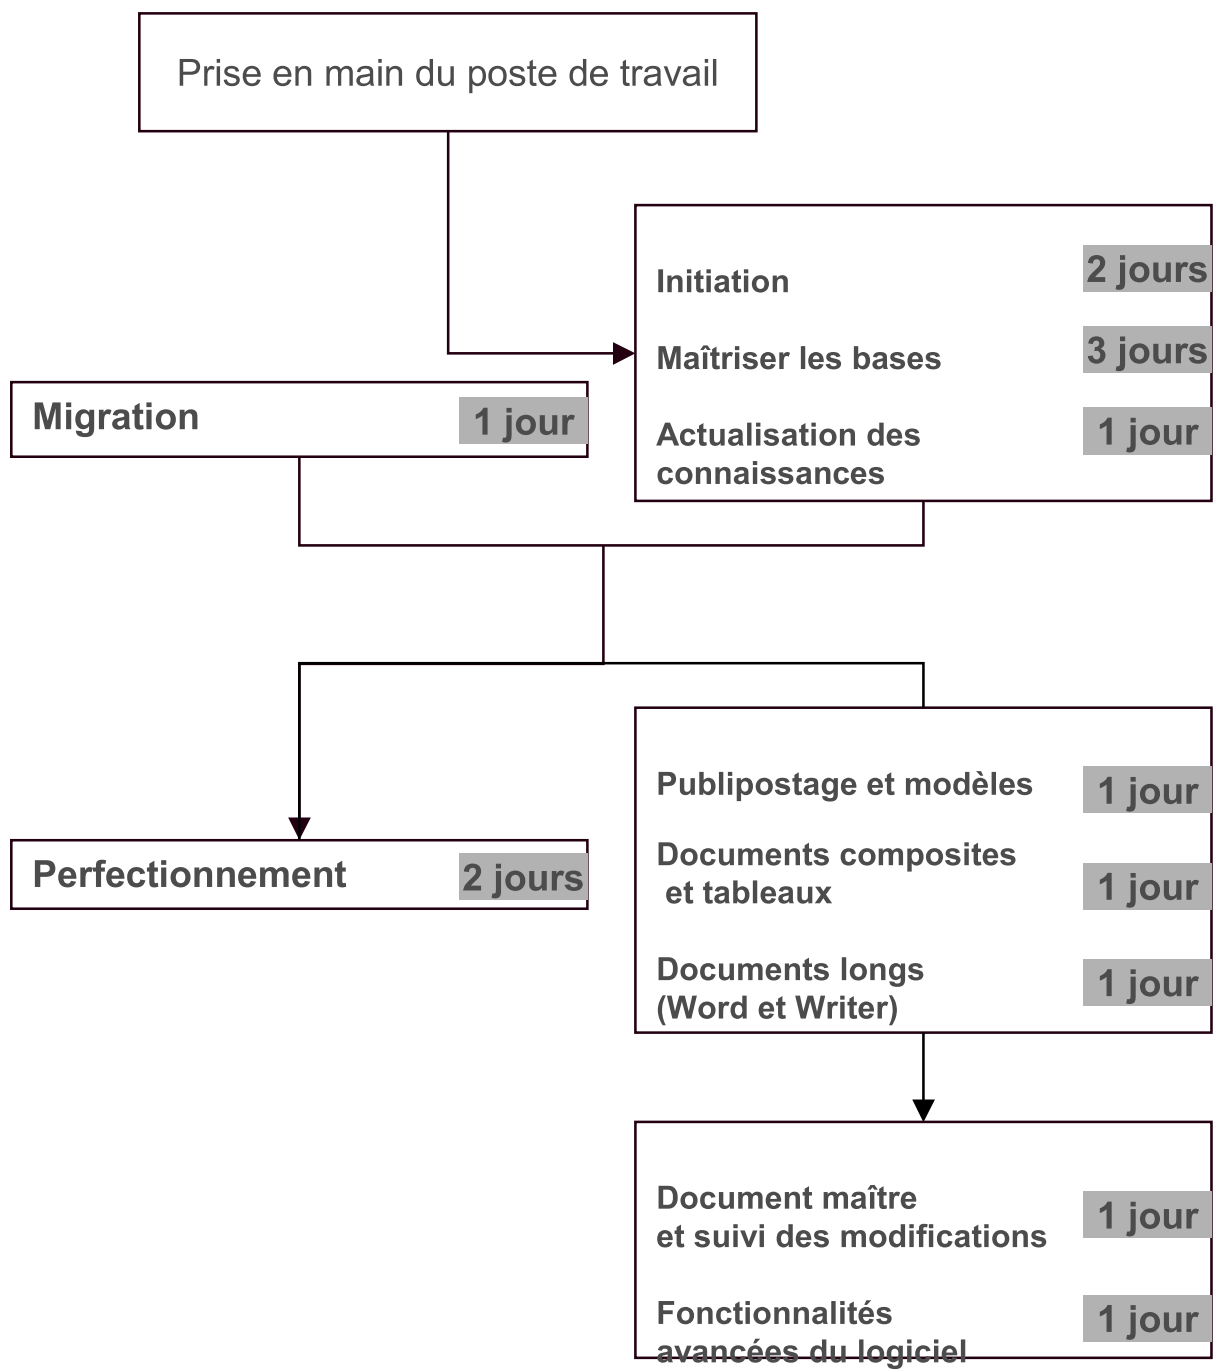 Prise en main du poste de travail
Initiation
2 jours
Maîtriser les bases
3 jours
Actualisation des
connaissances
1 jour
Migration
1 jour
Publipostage et modèles
1 jour
Documents composites
et tableaux
1 jour
Documents longs
(Word et Writer)
1 jour
Perfectionnement
2 jours
Document maître
et suivi des modifications
1 jour
Fonctionnalités
avancées du logiciel
1 jour